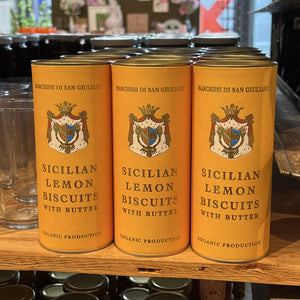 MARCHESI DI SAN GIULIANO
SICILIAN
LEMON
BISCUITS
WITH BUTTER
ORGANIC PRODUCTION
MARCHESI DI SAN GIULIANO
SICILIAN
LEMON
BISCUITS
WITH BUTTER
ORGANIC PRODUCTION
MARCHESI DI SAN GIULIANO
SICILIAN
LEMON
BISCUITS
WITH BUTTER
ORGANIC PRODUCTION